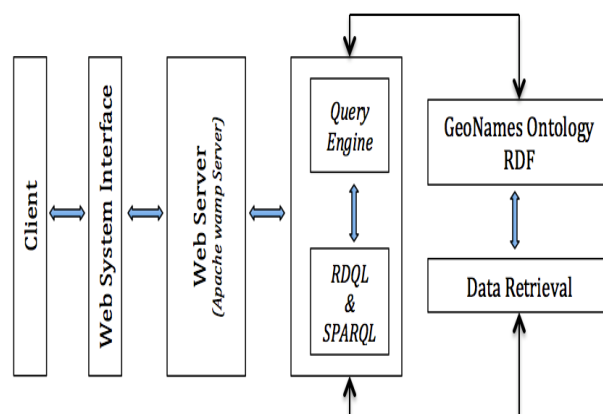 Client
Web System Interface
Web Server
(Apache wamp Server)
Query
Engine
RDQL
&
SPARQL
GeoNames Ontology
RDF
Data Retrieval